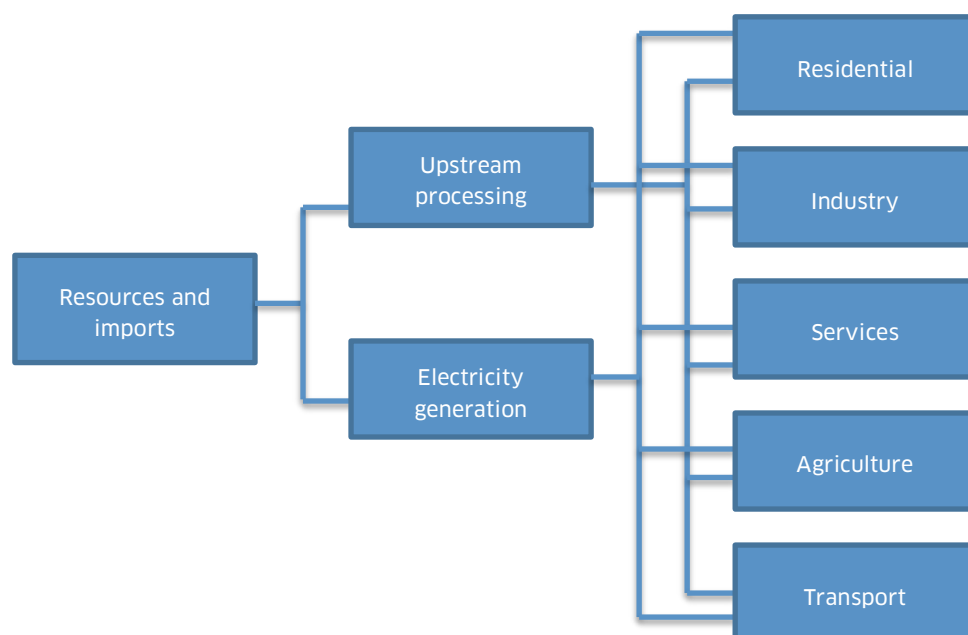 Residential
Upstream
processing
Industry
Resources and
imports
Services
Electricity
generation
Agriculture
Transport